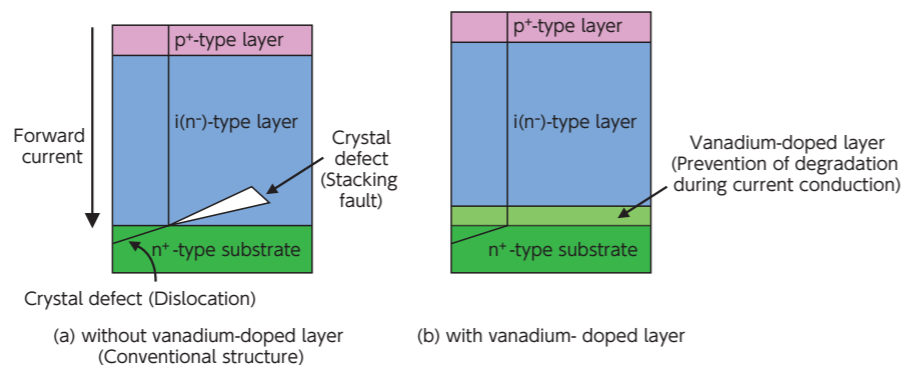 p⁺-type layer
i(n⁻)-type layer
Forward
current
Crystal
defect
(Stacking
fault)
n⁺-type substrate
Crystal defect (Dislocation)
(a) without vanadium-doped layer
(Conventional structure)
p⁺-type layer
i(n⁻)-type layer
Vanadium-doped layer
(Prevention of degradation
during current conduction)
n⁺-type substrate
(b) with vanadium- doped layer